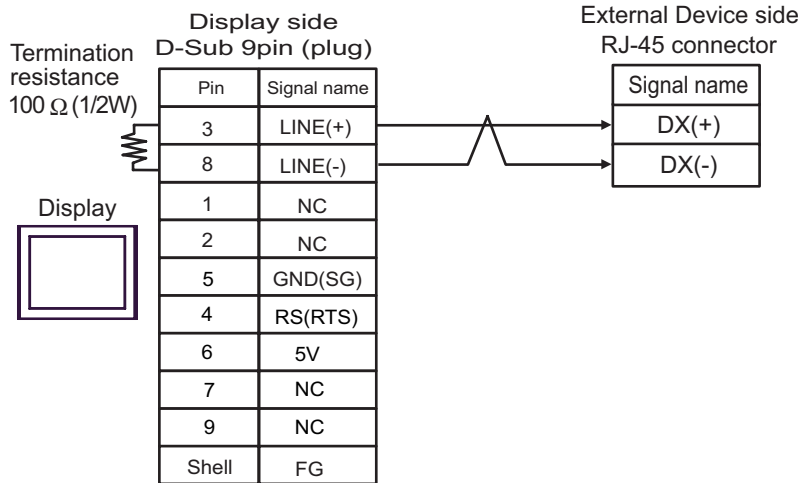 Display side
D-Sub 9pin (plug)
External Device side
RJ-45 connector
Termination
resistance
100 Ω (1/2W)
Display
Pin Signal name
3 LINE(+)
8 LINE(-)
1 NC
2 NC
5 GND(SG)
4 RS(RTS)
6 5V
7 NC
9 NC
Shell FG
Signal name
DX(+)
DX(-)